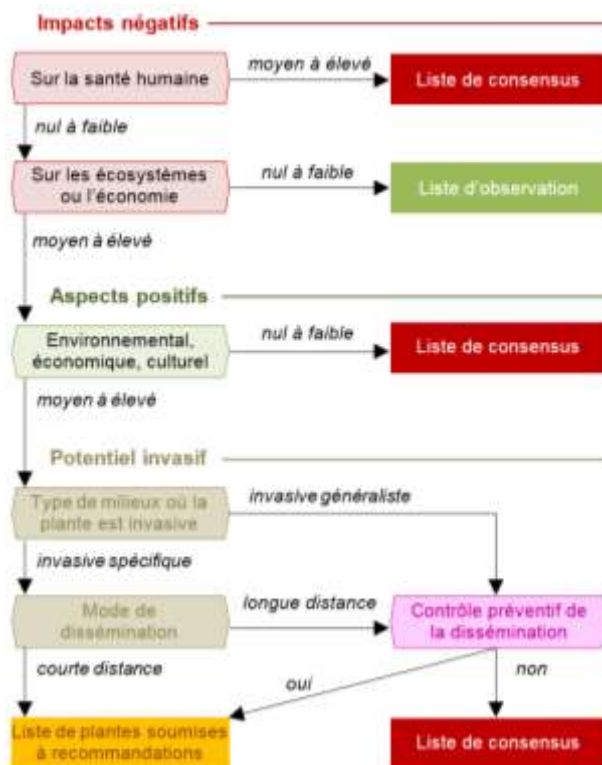 Impacts négatifs
Sur la santé humaine
moyen à élevé
Liste de consensus
nul à faible
Sur les écosystèmes
ou l'économie
nul à faible
Liste d'observation
moyen à élevé
Aspects positifs
Environnemental,
économique, culturel
nul à faible
Liste de consensus
moyen à élevé
Potentiel invasif
Type de milieux où la
plante est invasive
invasive généraliste
invasive spécifique
Mode de
dissémination
longue distance
Contrôle préventif de
la dissémination
courte distance
oui
non
Liste de plantes soumises
à recommandations
Liste de consensus